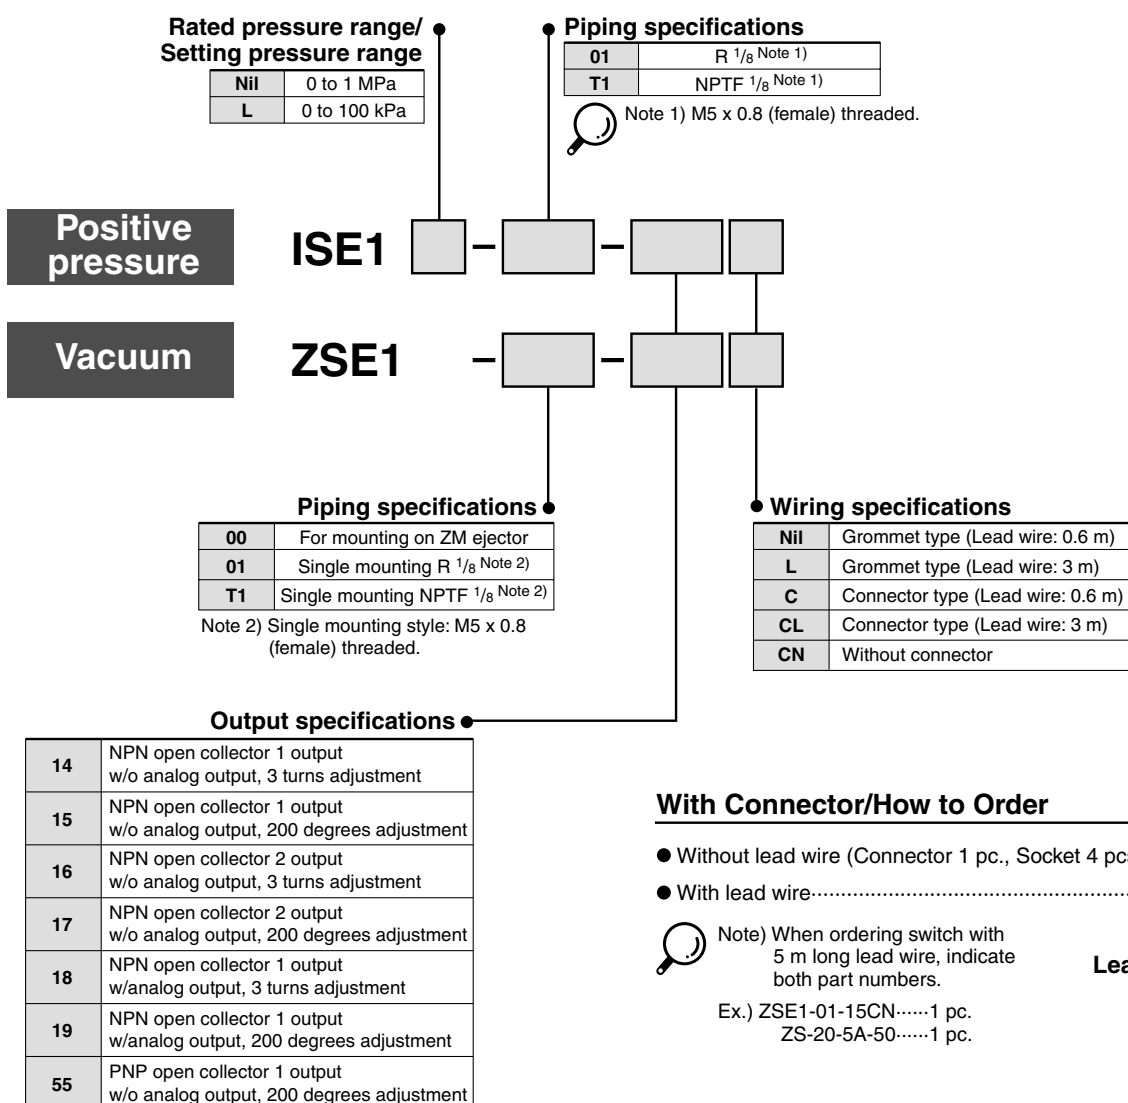 Rated pressure range/
Setting pressure range
Nil 0 to 1 MPa
L 0 to 100 kPa
Piping specifications
01 R 1/8 Note 1)
T1 NPTF 1/8 Note 1)
Note 1) M5 x 0.8 (female) threaded.
Positive
pressure
ISE1 - -
Vacuum
ZSE1 - -
Piping specifications
00 For mounting on ZM ejector
01 Single mounting R 1/8 Note 2)
T1 Single mounting NPTF 1/8 Note 2)
Note 2) Single mounting style: M5 x 0.8
(female) threaded.
Wiring specifications
Nil Grommet type (Lead wire: 0.6 m)
L Grommet type (Lead wire: 3 m)
C Connector type (Lead wire: 0.6 m)
CL Connector type (Lead wire: 3 m)
CN Without connector
Output specifications
14 NPN open collector 1 output
w/o analog output, 3 turns adjustment
15 NPN open collector 1 output
w/o analog output, 200 degrees adjustment
16 NPN open collector 2 output
w/o analog output, 3 turns adjustment
17 NPN open collector 2 output
w/o analog output, 200 degrees adjustment
18 NPN open collector 1 output
w/analog output, 3 turns adjustment
19 NPN open collector 1 output
w/analog output, 200 degrees adjustment
55 PNP open collector 1 output
w/o analog output, 200 degrees adjustment
With Connector/How to Order
● Without lead wire (Connector 1 pc., Socket 4 pc
● With lead wire······
Note) When ordering switch with
5 m long lead wire, indicate
both part numbers.
Ex.) ZSE1-01-15CN······1 pc.
ZS-20-5A-50······1 pc.
Lea